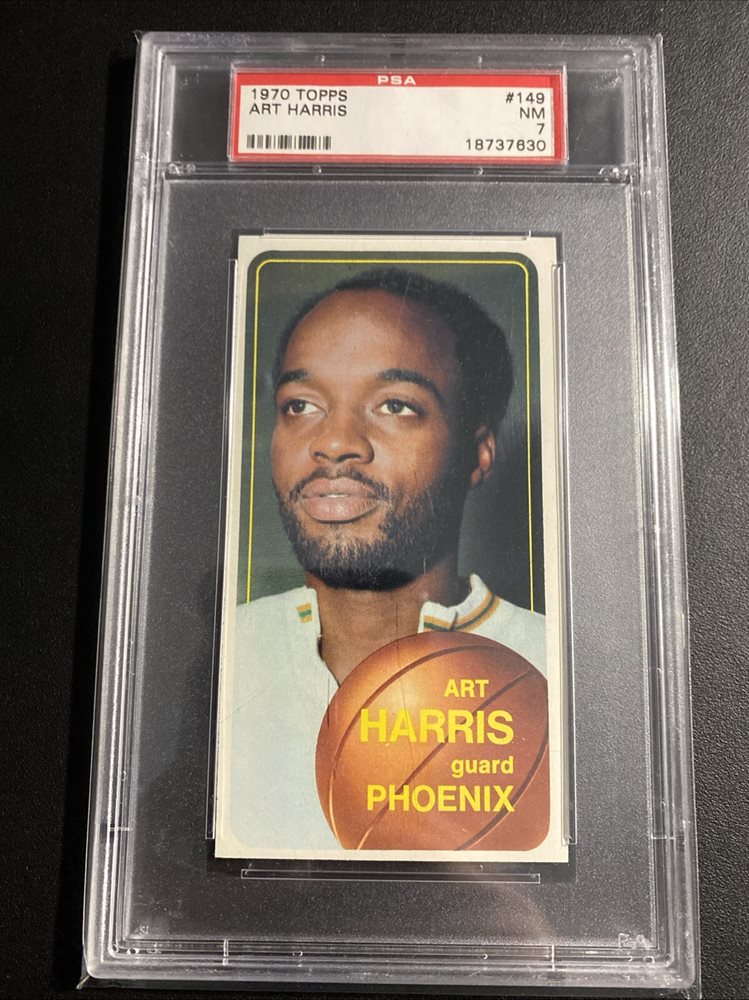 PSA
1970 TOPPS #149
ART HARRIS NM
7
18737630
ART
HARRIS
guard
PHOENIX